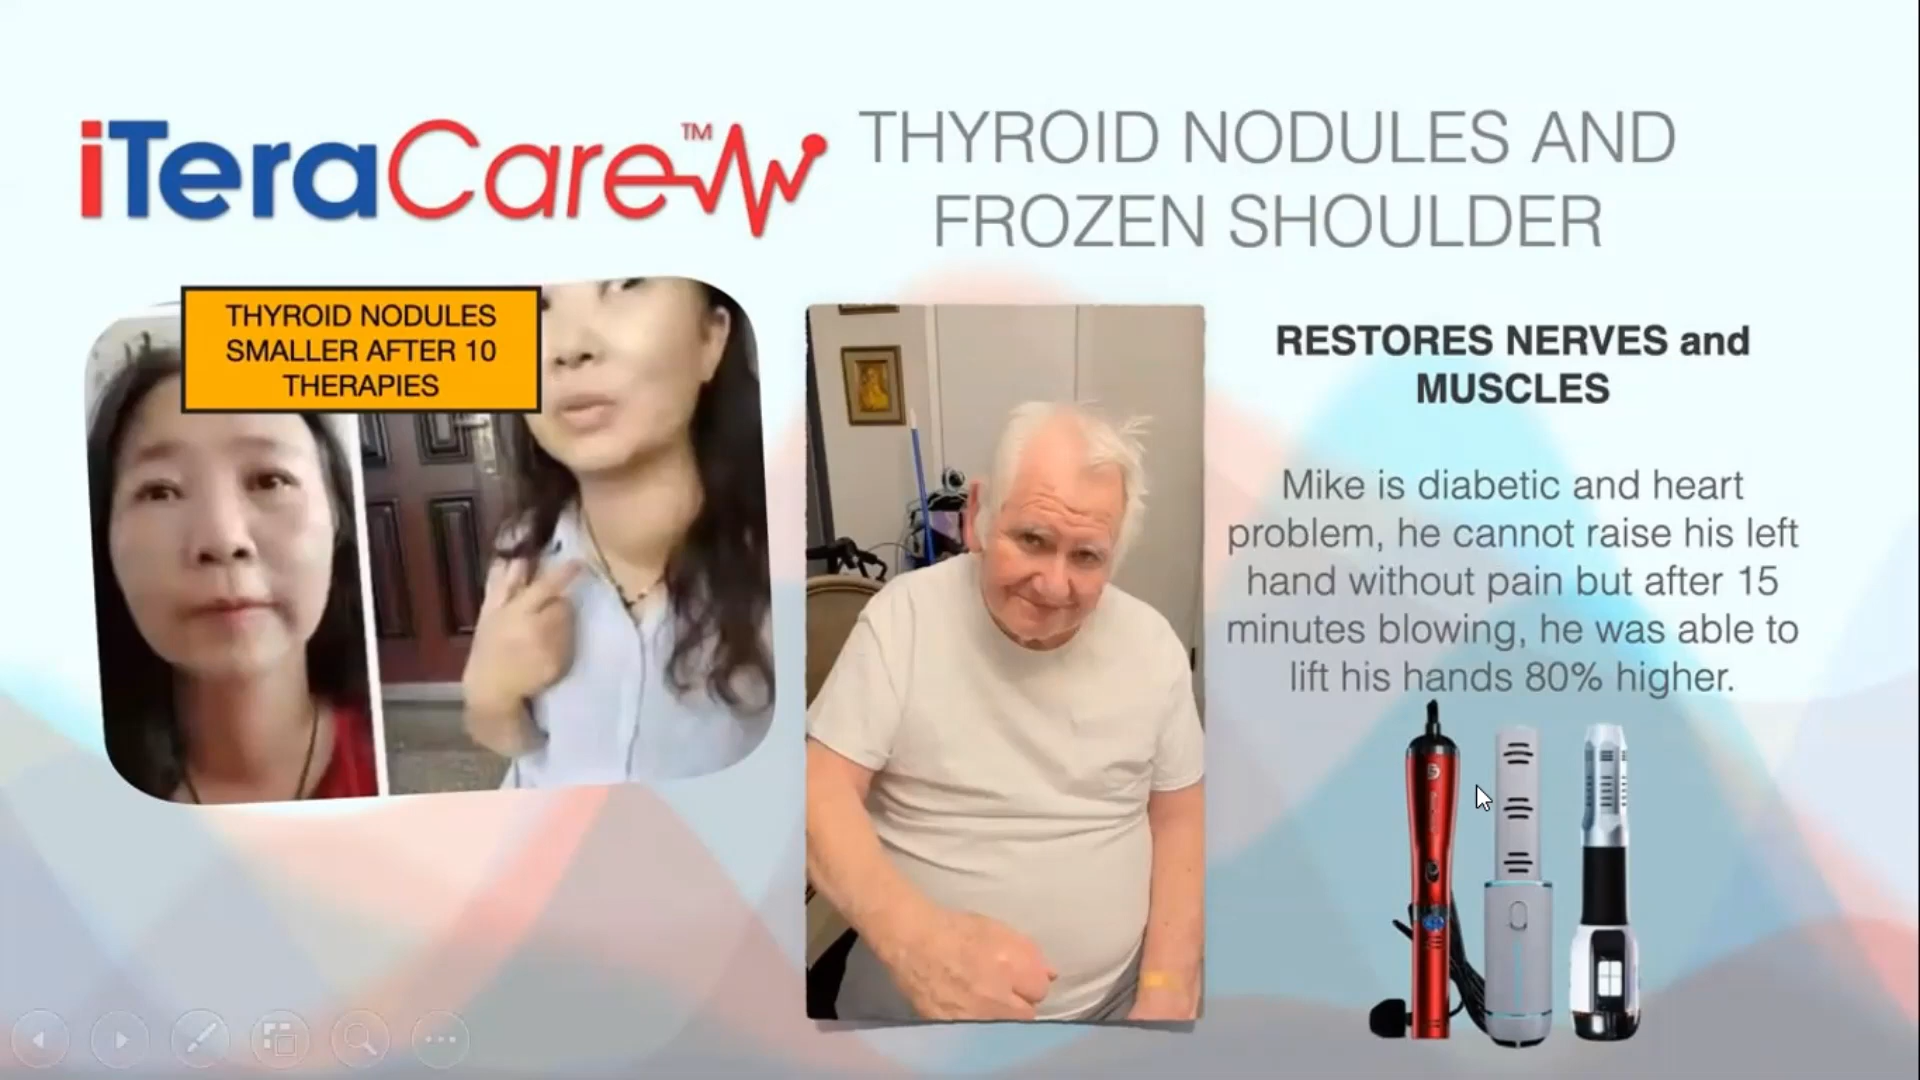 iTeraCare™
THYROID NODULES AND
FROZEN SHOULDER
THYROID NODULES
SMALLER AFTER 10
THERAPIES
RESTORES NERVES and
MUSCLES
Mike is diabetic and heart
problem, he cannot raise his left
hand without pain but after 15
minutes blowing, he was able to
lift his hands 80% higher.